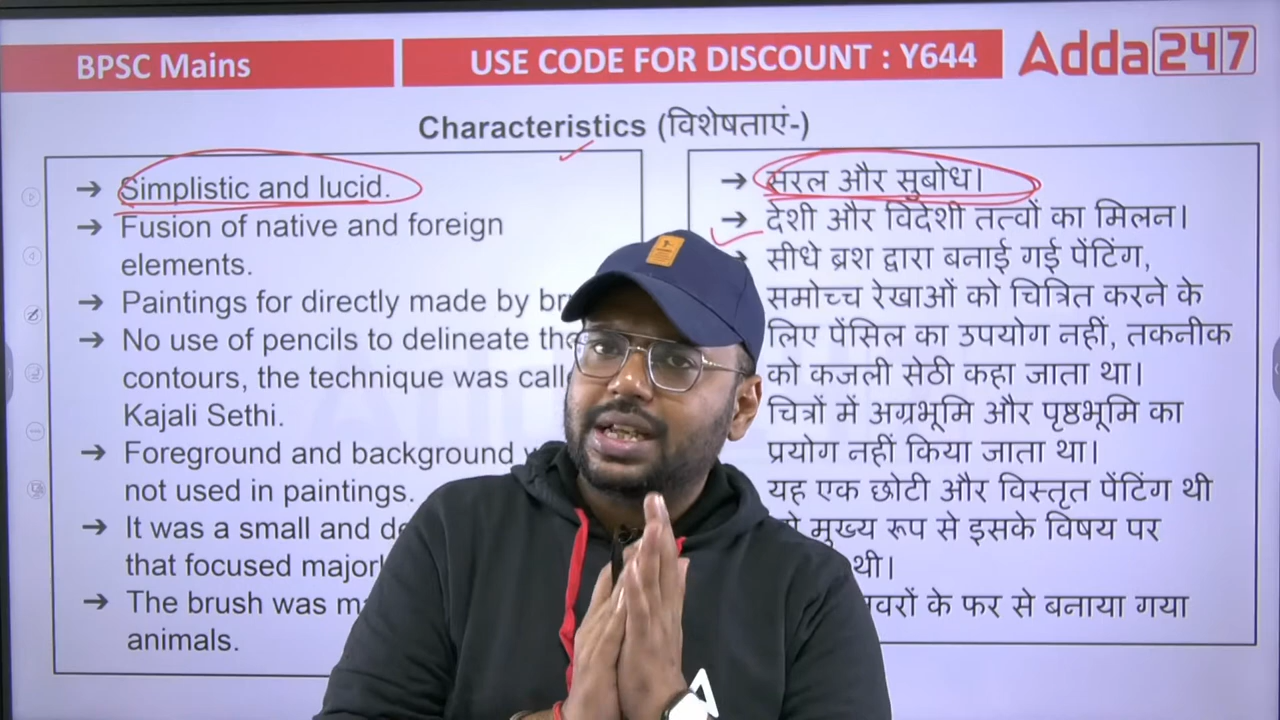 BPSC Mains
USE CODE FOR DISCOUNT : Y644
Adda247
Characteristics (विशेषताएं-)
➔ Simplistic and lucid.
➔ Fusion of native and foreign
elements.
➔ Paintings for directly made by
➔ No use of pencils to delineate
contours, the technique was
Kajali Sethi.
➔ Foreground and background
not used in paintings.
➔ It was a small and
that focused
➔ The brush was
animals.
➔ सरल और सुबोध।
➔ देशी और विदेशी तत्वों का मिलन।
सीधे ब्रश द्वारा बनाई गई पेंटिंग,
समोच्च रेखाओं को चित्रित करने के
लिए पेंसिल का उपयोग नहीं, तकनीक
को कजली सेठी कहा जाता था।
चित्रों में अग्रभूमि और पृष्ठभूमि का
प्रयोग नहीं किया जाता था।
यह एक छोटी और विस्तृत पेंटिंग थी
मुख्य रूप से इसके विषय पर
थी।
के फर से बनाया गया